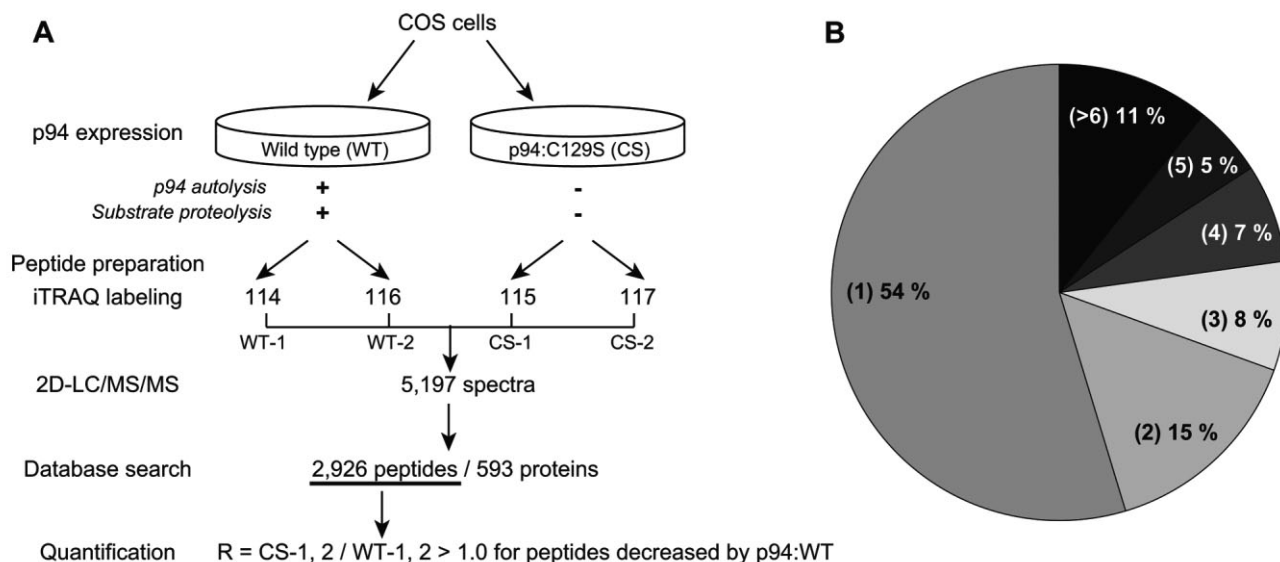 A
COS cells
p94 expression
Wild type (WT)
p94:C129S (CS)
p94 autolysis + -
Substrate proteolysis + -
Peptide preparation
iTRAQ labeling 114 116 115 117
WT-1 WT-2 CS-1 CS-2
2D-LC/MS/MS 5,197 spectra
Database search 2,926 peptides / 593 proteins
Quantification R = CS-1, 2 / WT-1, 2 > 1.0 for peptides decreased by p94:WT
B
(>6) 11 %
(5) 5 %
(4) 7 %
(3) 8 %
(2) 15 %
(1) 54 %